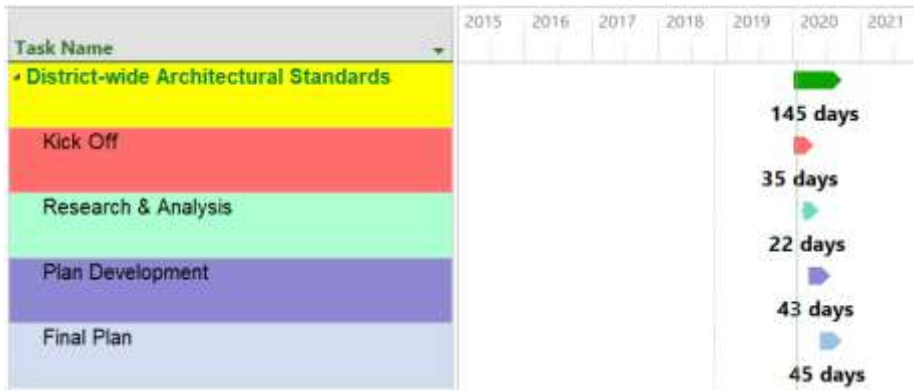 2015 2016 2017 2018 2019 2020 2021
Task Name
District-wide Architectural Standards
145 days
Kick Off
35 days
Research & Analysis
22 days
Plan Development
43 days
Final Plan
45 days